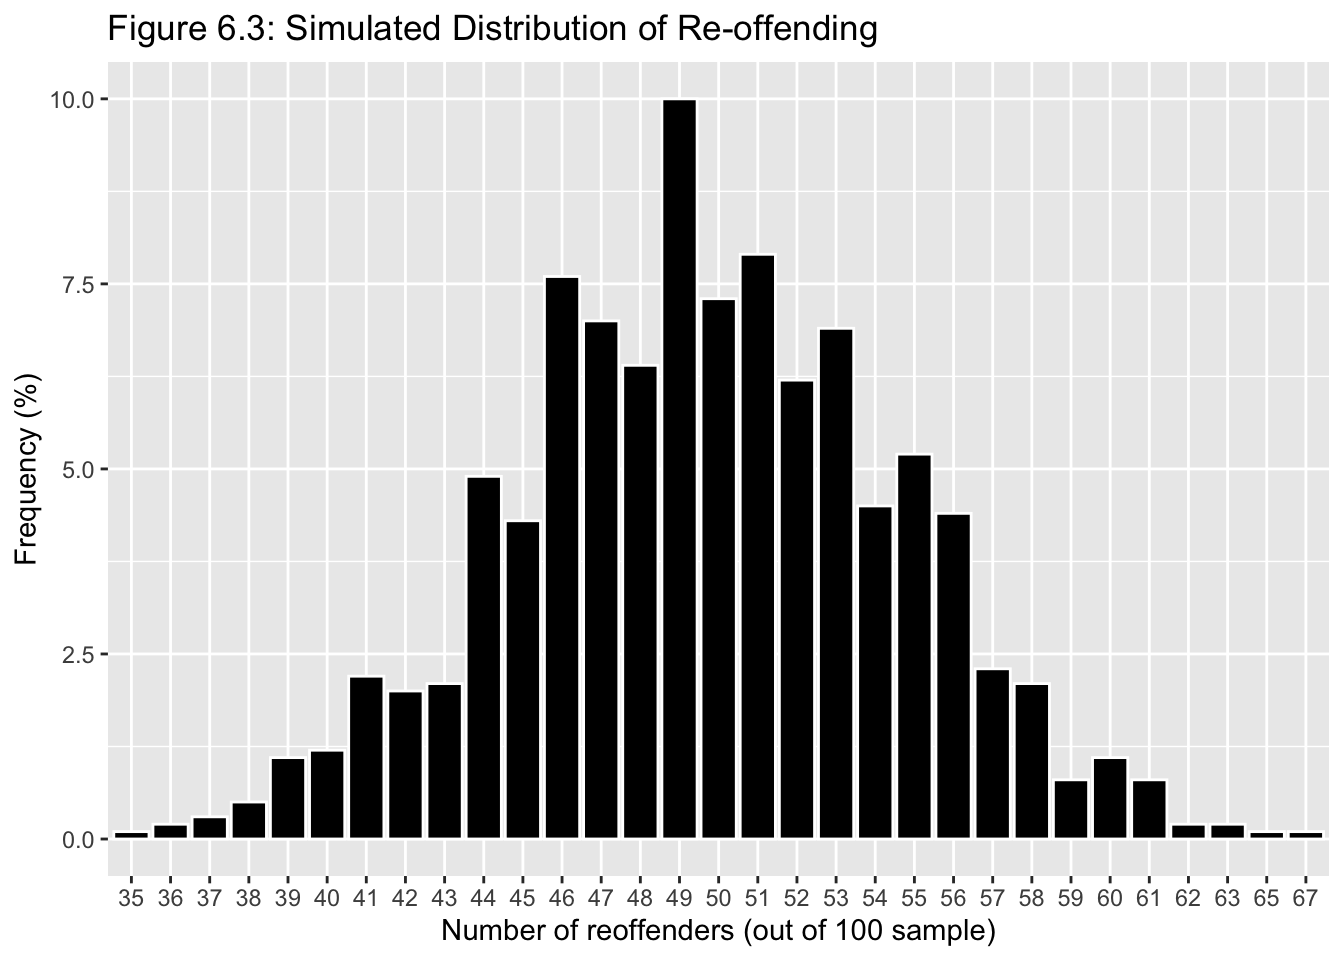 Figure 6.3: Simulated Distribution of Re-offending
10.0
7.5
5.0
2.5
0.0
Frequency (%)
35 36 37 38 39 40 41 42 43 44 45 46 47 48 49 50 51 52 53 54 55 56 57 58 59 60 61 62 63 65 67
Number of reoffenders (out of 100 sample)